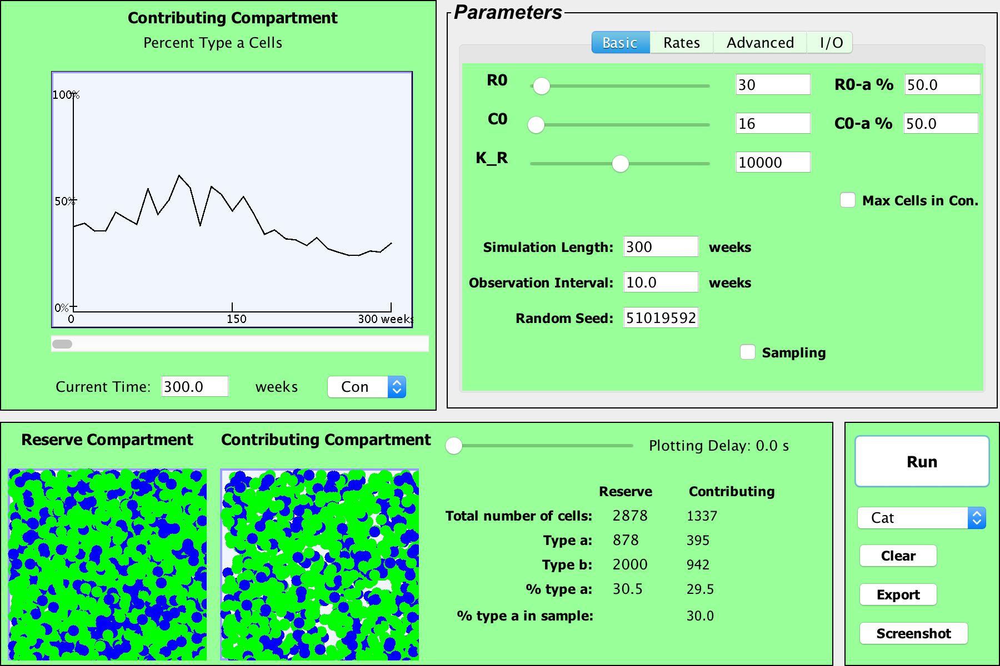 Contributing Compartment
Percent Type a Cells
100%
50%
0%
0 150 300 weeks
Current Time: 300.0 weeks Con
Parameters
Basic Rates Advanced I/O
R0 30 R0-a % 50.0
C0 16 C0-a % 50.0
K_R 10000
Max Cells in Con.
Simulation Length: 300 weeks
Observation Interval: 10.0 weeks
Random Seed: 51019592
Sampling
Reserve Compartment Contributing Compartment
Plotting Delay: 0.0 s
Reserve Contributing
Total number of cells: 2878 1337
Type a: 878 395
Type b: 2000 942
% type a: 30.5 29.5
% type a in sample: 30.0
Run
Cat
Clear
Export
Screenshot